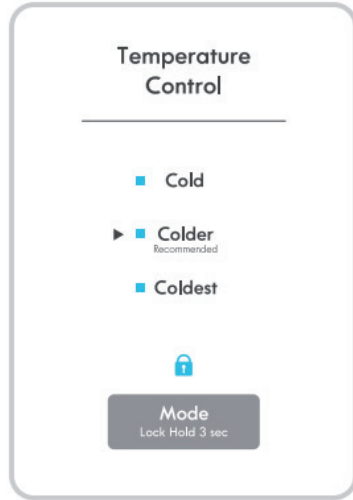 Temperature
Control
Cold
Colder
Recommended
Coldest
Mode
Lock Hold 3 sec